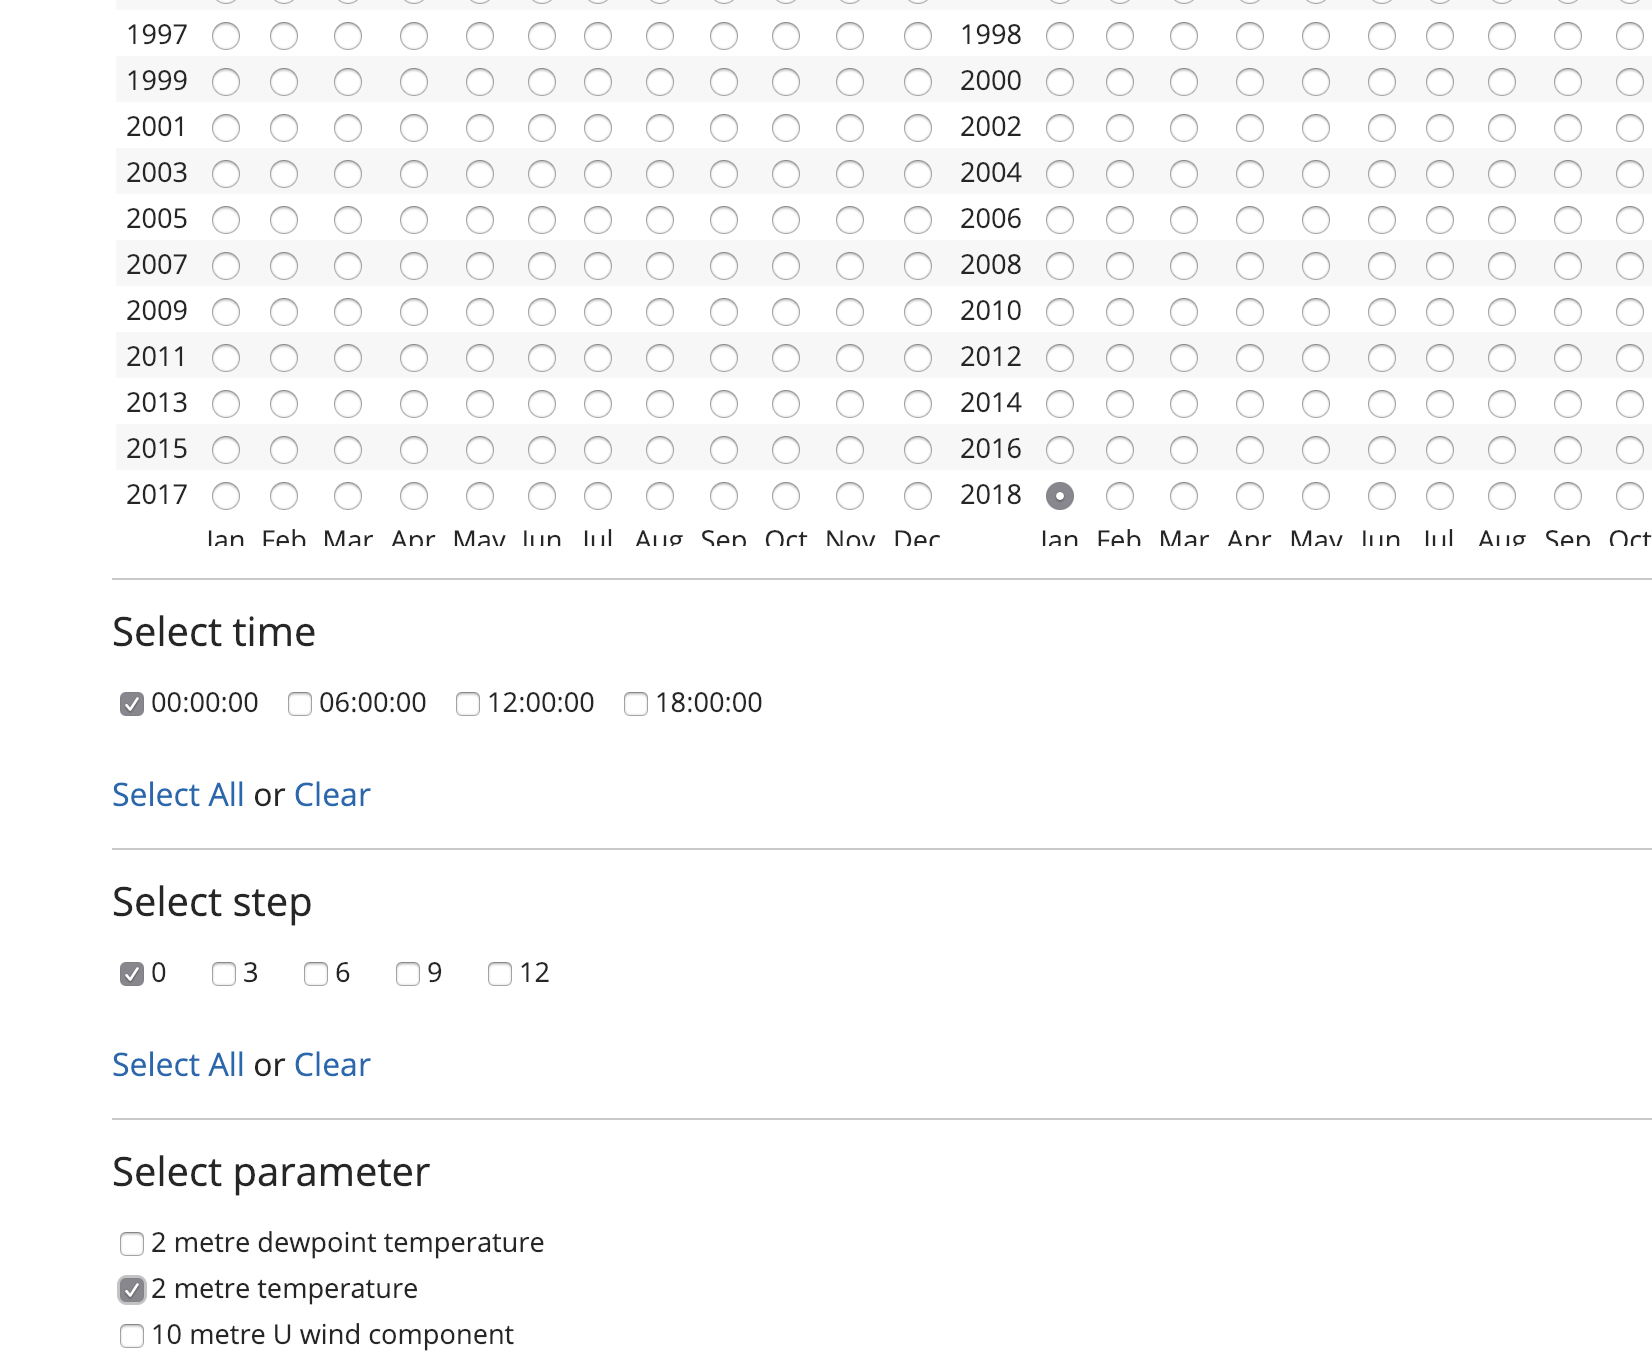 1997 1998
1999 2000
2001 2002
2003 2004
2005 2006
2007 2008
2009 2010
2011 2012
2013 2014
2015 2016
2017 2018
Jan Feb Mar Apr May Jun Jul Aug Sep Oct Nov Dec Jan Feb Mar Apr May Jun Jul Aug Sep Oct
Select time
00:00:00 06:00:00 12:00:00 18:00:00
Select All or Clear
Select step
0 3 6 9 12
Select All or Clear
Select parameter
2 metre dewpoint temperature
2 metre temperature
10 metre U wind component